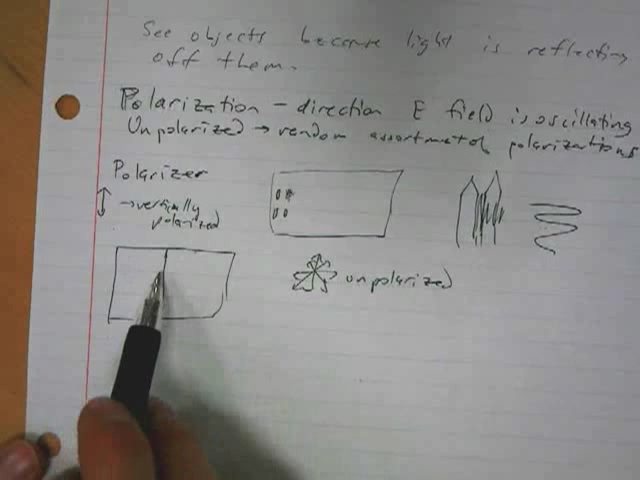 See objects because light is reflecting
off them.
Polarization - direction E field is oscillating
Unpolarized → random assortment of polarizations
Polarizer
↕ → vertically
polarized
unpolarized